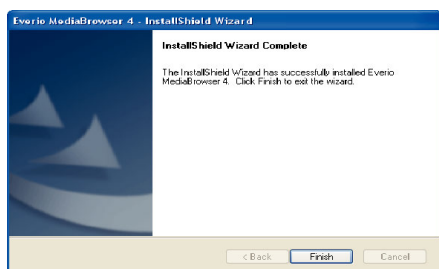 Everio MediaBrowser 4 - InstallShield Wizard
InstallShield Wizard Complete
The InstallShield Wizard has successfully installed Everio
MediaBrowser 4. Click Finish to exit the wizard.
< Back
Finish
Cancel